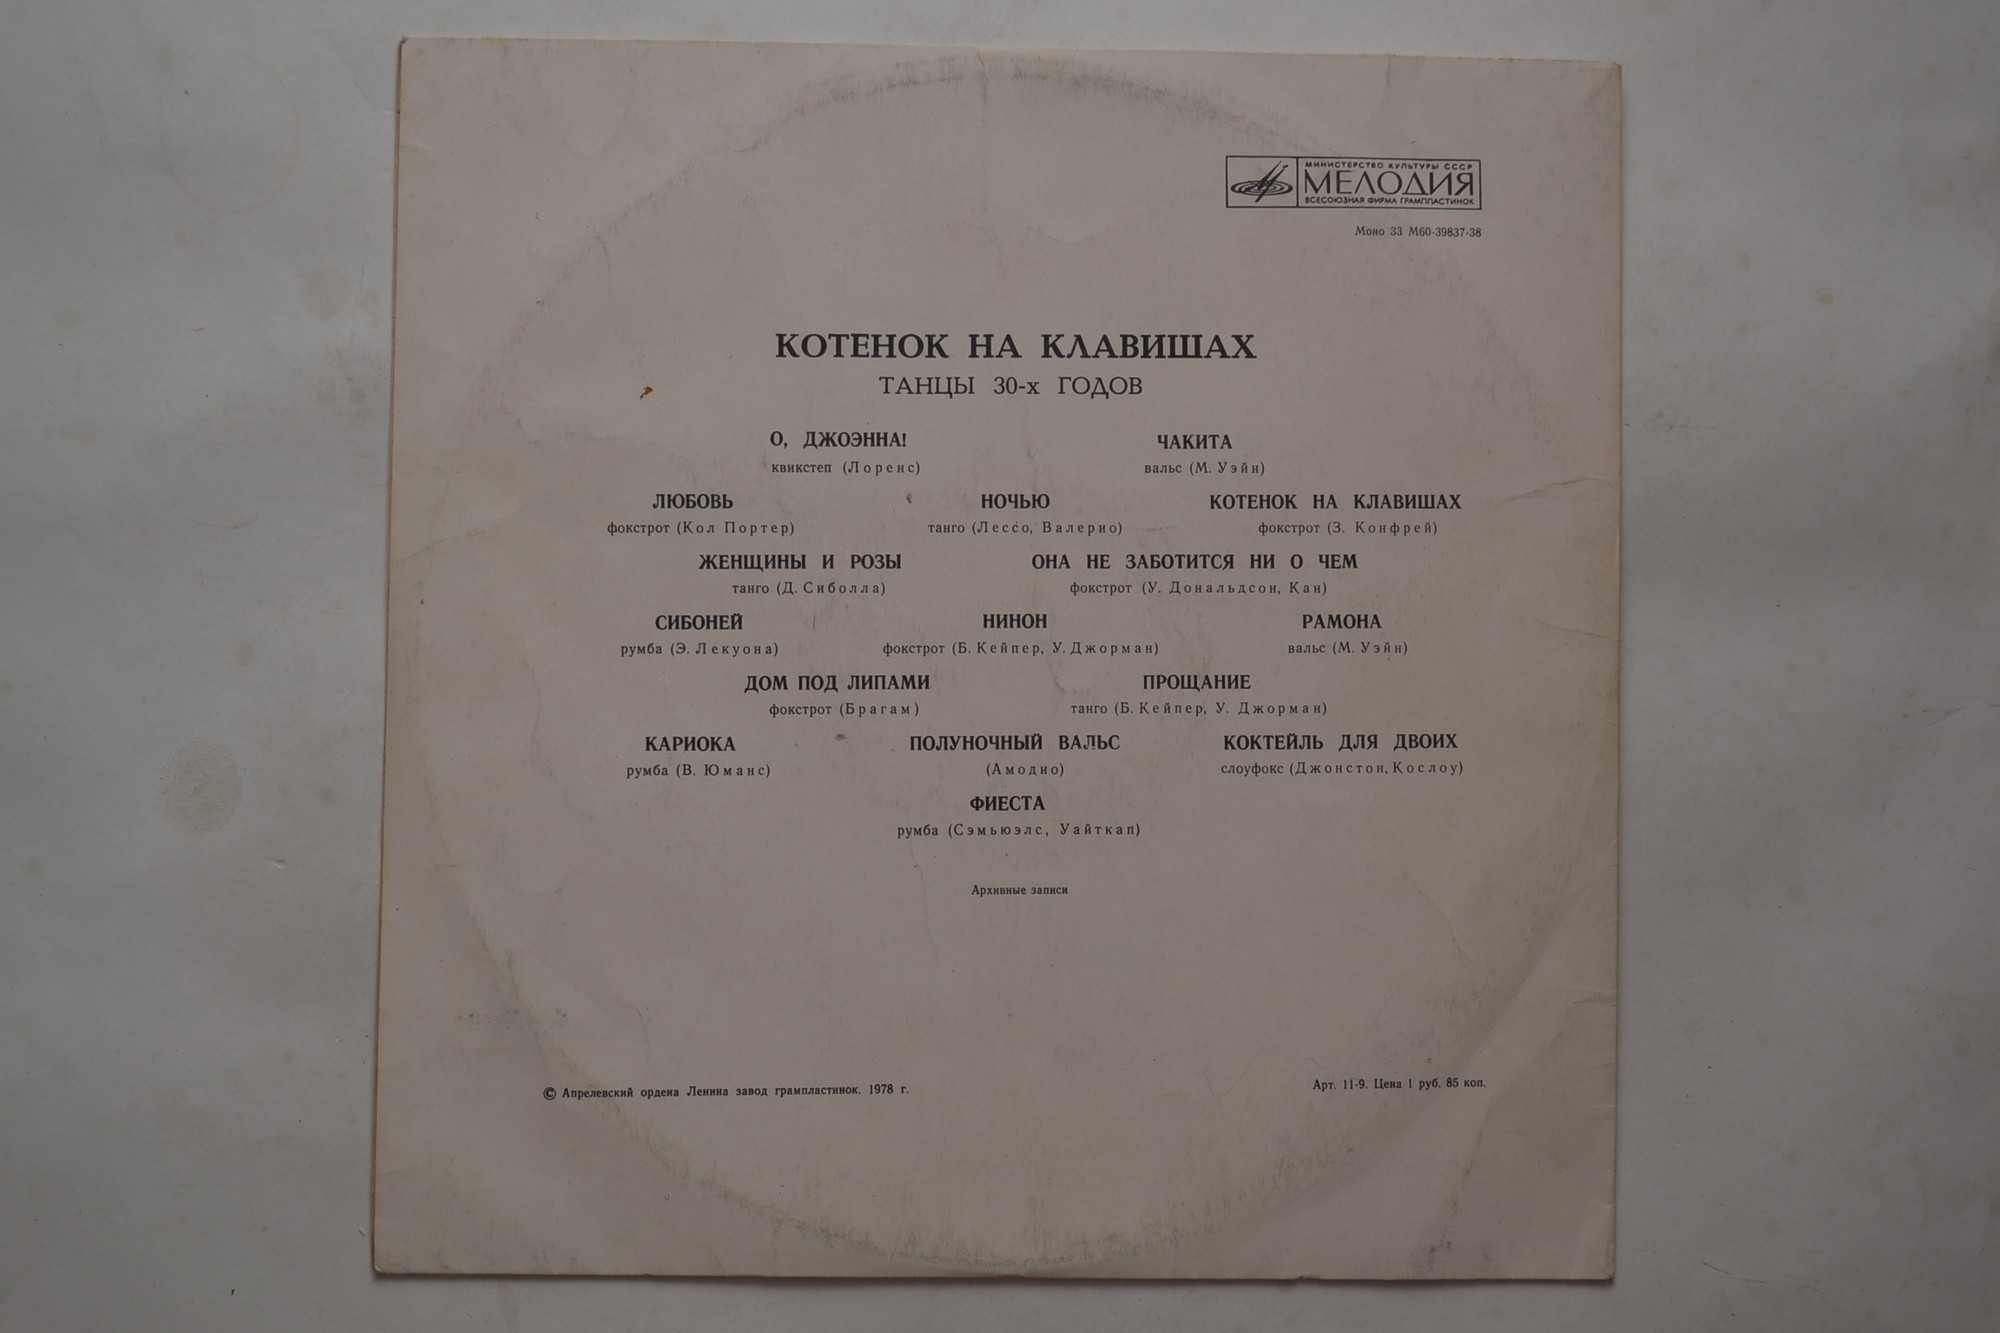 МИНИСТЕРСТВО КУЛЬТУРЫ СССР
МЕЛОДИЯ
ВСЕСОЮЗНАЯ ФИРМА ГРАМПЛАСТИНОК
Моно 33 М60-39837-38
КОТЕНОК НА КЛАВИШАХ
ТАНЦЫ 30-х ГОДОВ
О, ДЖОЭННА! ЧАКИТА
квикстеп (Лоренс) вальс (М. Уэйн)
ЛЮБОВЬ НОЧЬЮ КОТЕНОК НА КЛАВИШАХ
фокстрот (Кол Портер) танго (Лессо, Валерио) фокстрот (З. Конфрей)
ЖЕНЩИНЫ И РОЗЫ ОНА НЕ ЗАБОТИТСЯ НИ О ЧЕМ
танго (Д. Сиболла) фокстрот (У. Дональдсон, Кан)
СИБОНЕЙ НИНОН РАМОНА
румба (Э. Лекуона) фокстрот (Б. Кейпер, У. Джорман) вальс (М. Уэйн)
ДОМ ПОД ЛИПАМИ ПРОЩАНИЕ
фокстрот (Брагам) танго (Б. Кейпер, У. Джорман)
КАРИОКА ПОЛУНОЧНЫЙ ВАЛЬС КОКТЕЙЛЬ ДЛЯ ДВОИХ
румба (В. Юманс) (Амодио) слоуфокс (Джонстон, Кослоу)
ФИЕСТА
румба (Сэмьюэлс, Уайткап)
Архивные записи
© Апрелевский ордена Ленина завод грампластинок. 1978 г. Арт. 11-9. Цена 1 руб. 85 коп.